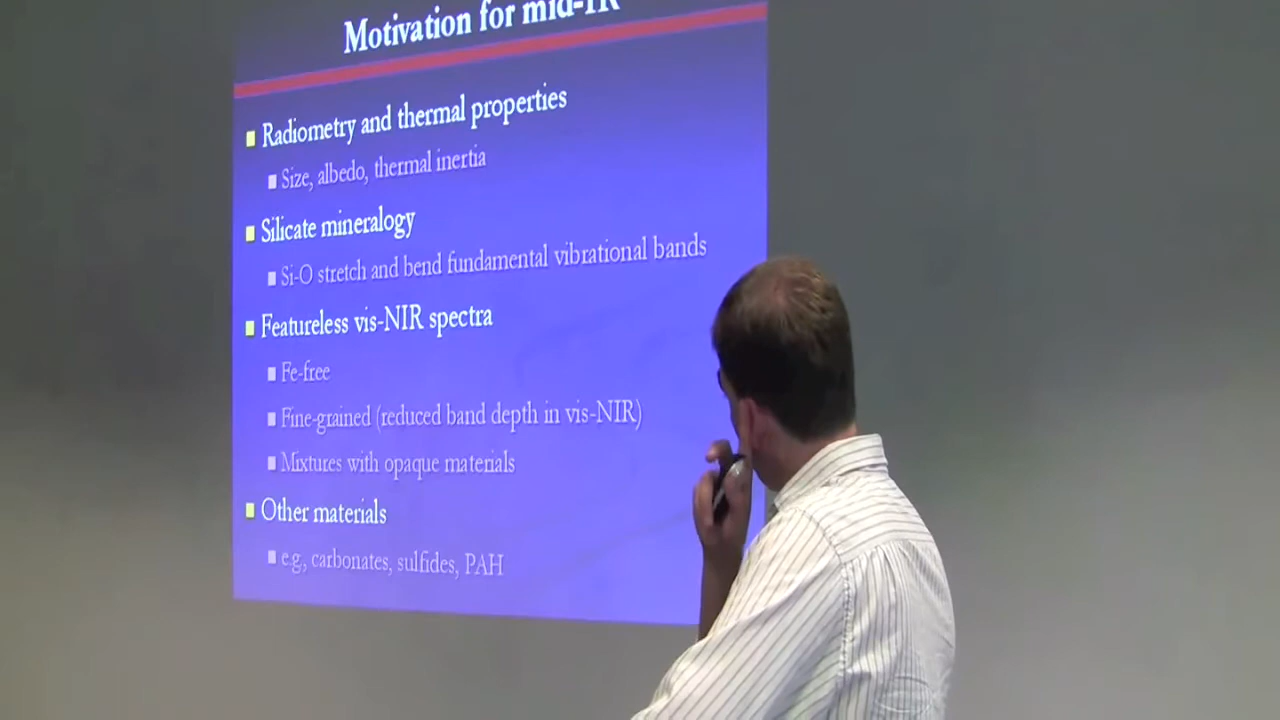 Motivation for mid-IR
Radiometry and thermal properties
Size, albedo, thermal inertia
Silicate mineralogy
Si-O stretch and bend fundamental vibrational bands
Featureless vis-NIR spectra
Fe-free
Fine-grained (reduced band depth in vis-NIR)
Mixtures with opaque materials
Other materials
e.g., carbonates, sulfides, PAH